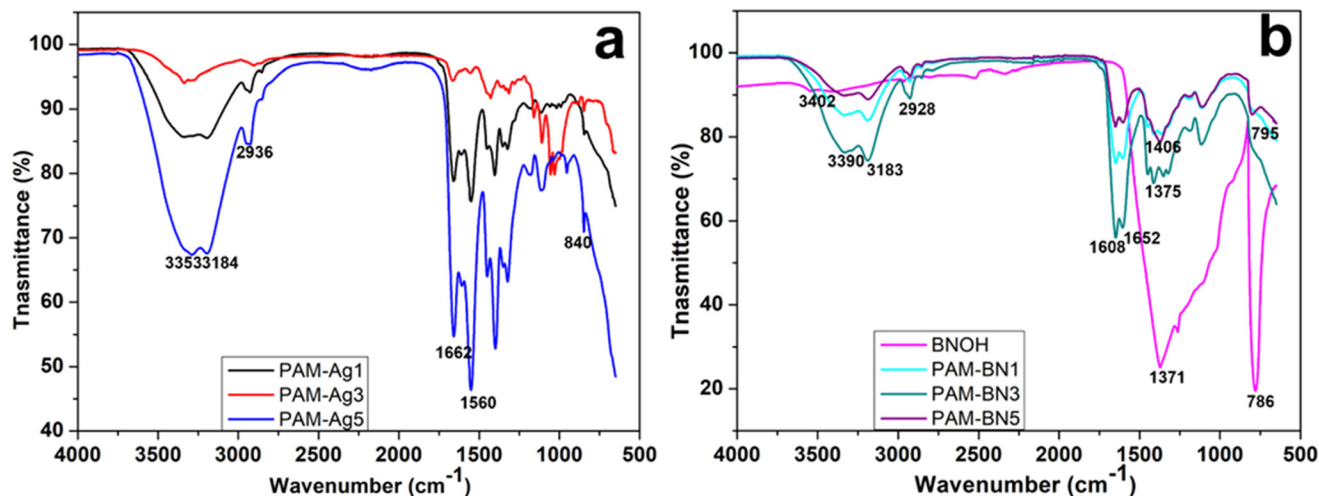 a
100
90
80
70
60
50
40
Tnasmittance (%)
2936
33533184
1662
1560
840
PAM-Ag1
PAM-Ag3
PAM-Ag5
4000 3500 3000 2500 2000 1500 1000 500
Wavenumber (cm-1)
b
100
80
60
40
20
Tnasmittance (%)
3402
2928
3390
3183
1406
1375
795
1608
1652
1371
786
BNOH
PAM-BN1
PAM-BN3
PAM-BN5
4000 3500 3000 2500 2000 1500 1000 500
Wavenumber (cm-1)